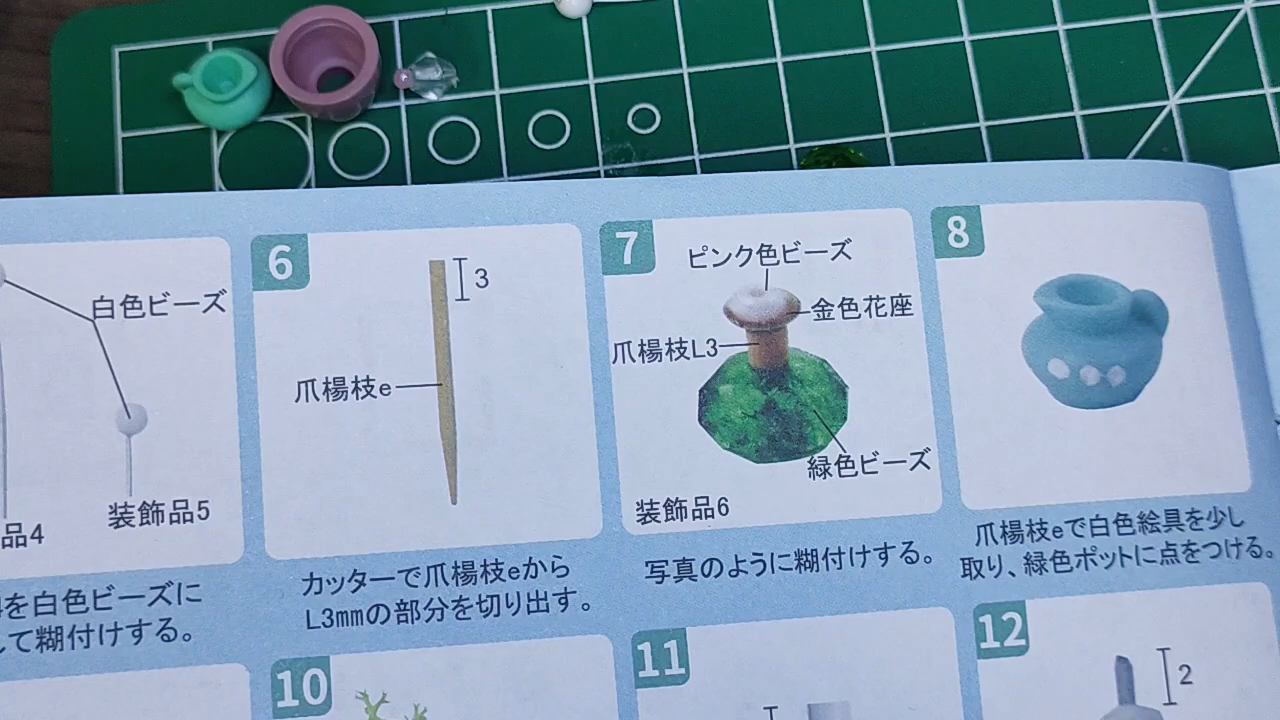 白色ビーズ
品4
装飾品5
を白色ビーズに
て糊付けする。
6
3
爪楊枝e
カッターで爪楊枝eから
L3mmの部分を切り出す。
7
ピンク色ビーズ
金色花座
爪楊枝L3
緑色ビーズ
装飾品6
写真のように糊付けする。
8
爪楊枝eで白色絵具を少し
取り、緑色ポットに点をつける。
10
11
12
2